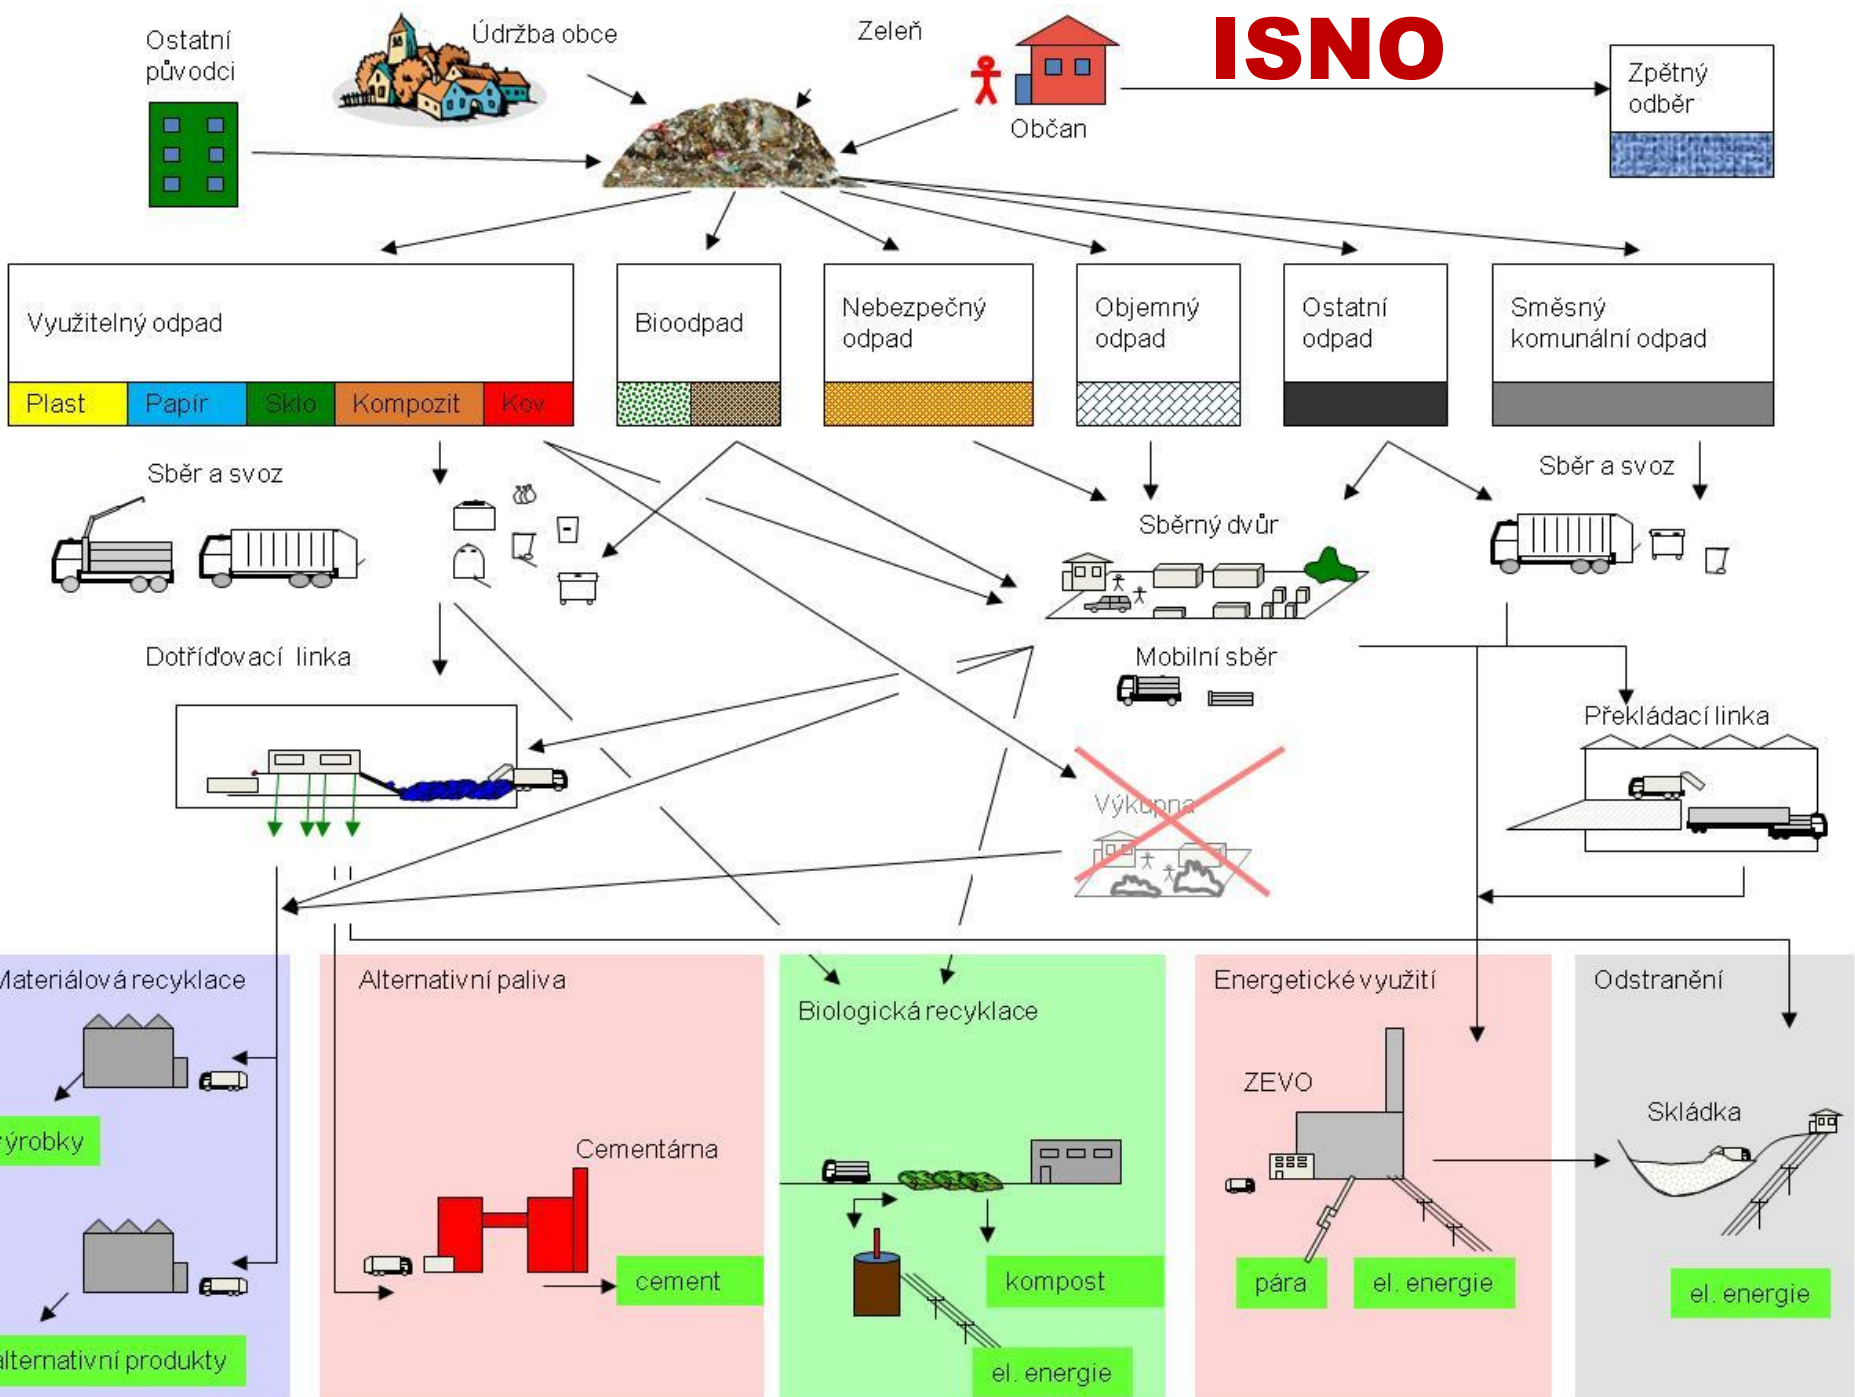 Ostatní
původci
Údržba obce
Zeleň
ISNO
Občan
Zpětný
odběr
Využitelný odpad
Plast
Papír
Sklo
Kompozit
Kov
Bioodpad
Nebezpečný
odpad
Objemný
odpad
Ostatní
odpad
Směsný
komunální odpad
Sběr a svoz
Sběrný dvůr
Sběr a svoz
Dotřiďovací linka
Mobilní sběr
Překládací linka
Výkupna
Materiálová recyklace
výrobky
alternativní produkty
Alternativní paliva
Cementárna
cement
Biologická recyklace
kompost
el. energie
Energetické využití
ZEVO
pára
el. energie
Odstranění
Skládka
el. energie